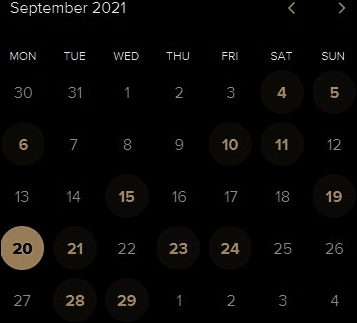 September 2021
MON TUE WED THU FRI SAT SUN
30 31 1 2 3 4 5
6 7 8 9 10 11 12
13 14 15 16 17 18 19
20 21 22 23 24 25 26
27 28 29 1 2 3 4